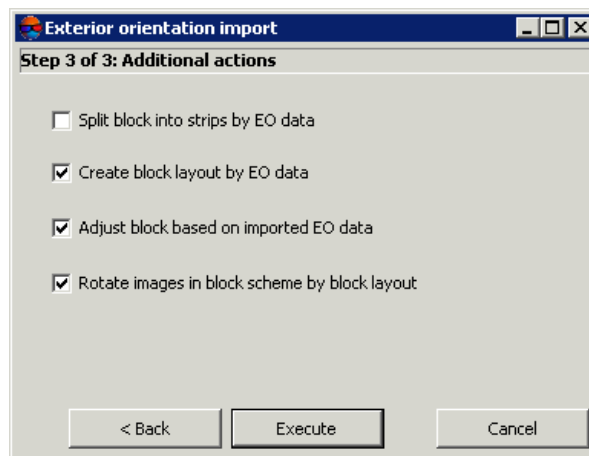 Exterior orientation import
Step 3 of 3: Additional actions
Split block into strips by EO data
Create block layout by EO data
Adjust block based on imported EO data
Rotate images in block scheme by block layout
< Back Execute Cancel